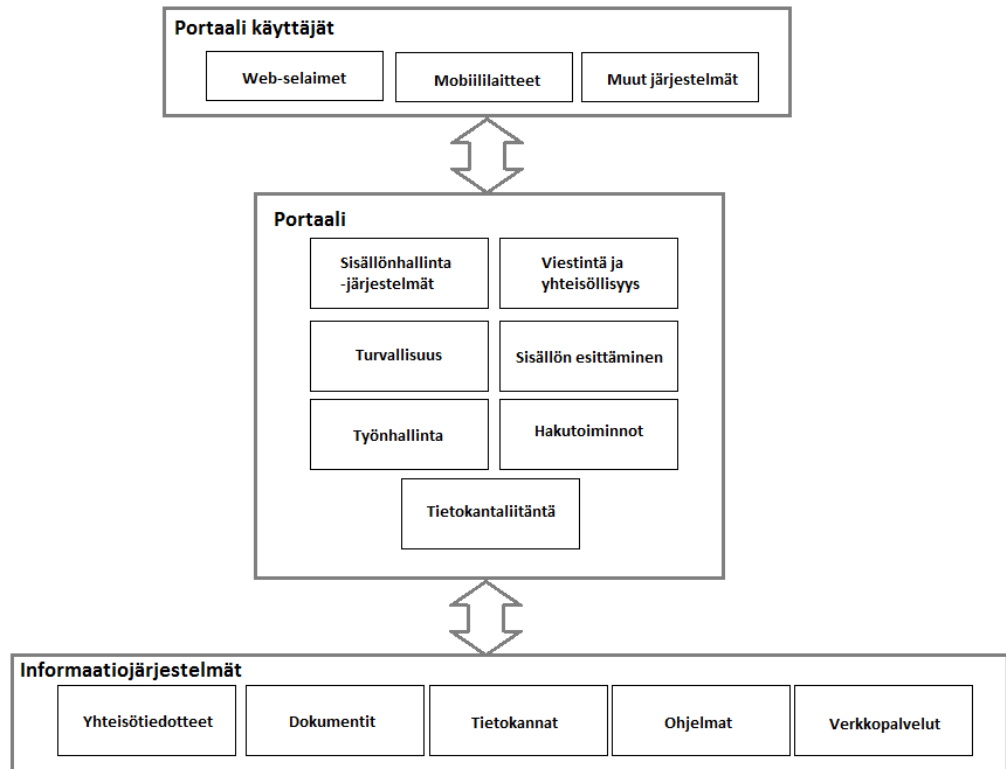 Portaali käyttäjät
Web-selaimet
Mobiililaitteet
Muut järjestelmät
Portaali
Sisällönhallinta
-järjestelmät
Viestintä ja
yhteisöllisyys
Turvallisuus
Sisällön esittäminen
Työnhallinta
Hakutoiminnot
Tietokantaliitäntä
Informaatiojärjestelmät
Yhteisötiedotteet
Dokumentit
Tietokannat
Ohjelmat
Verkkopalvelut